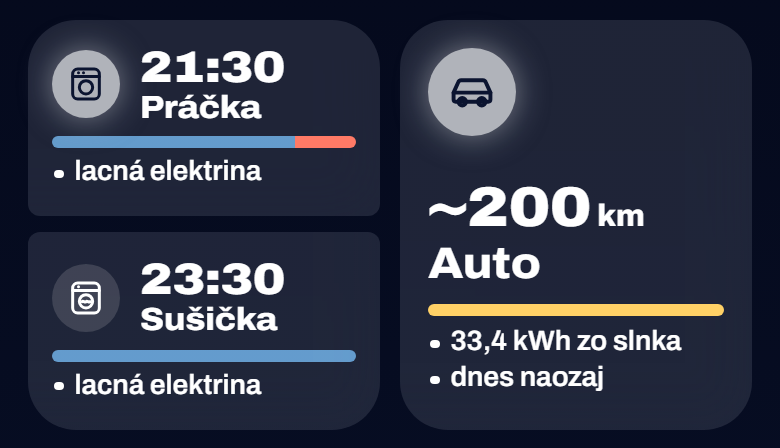 21:30
Práčka
• lacná elektrina
23:30
Sušička
• lacná elektrina
~200 km
Auto
• 33,4 kWh zo slnka
• dnes naozaj